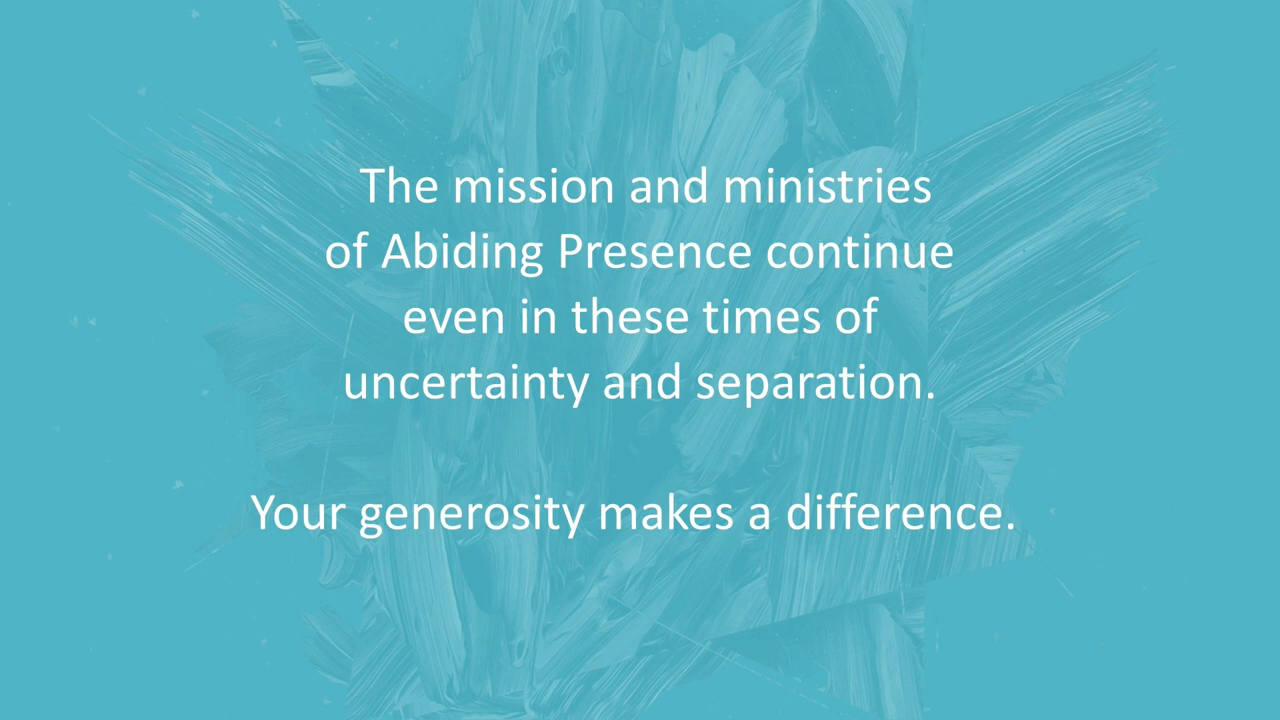 The mission and ministries
of Abiding Presence continue
even in these times of
uncertainty and separation.
Your generosity makes a difference.